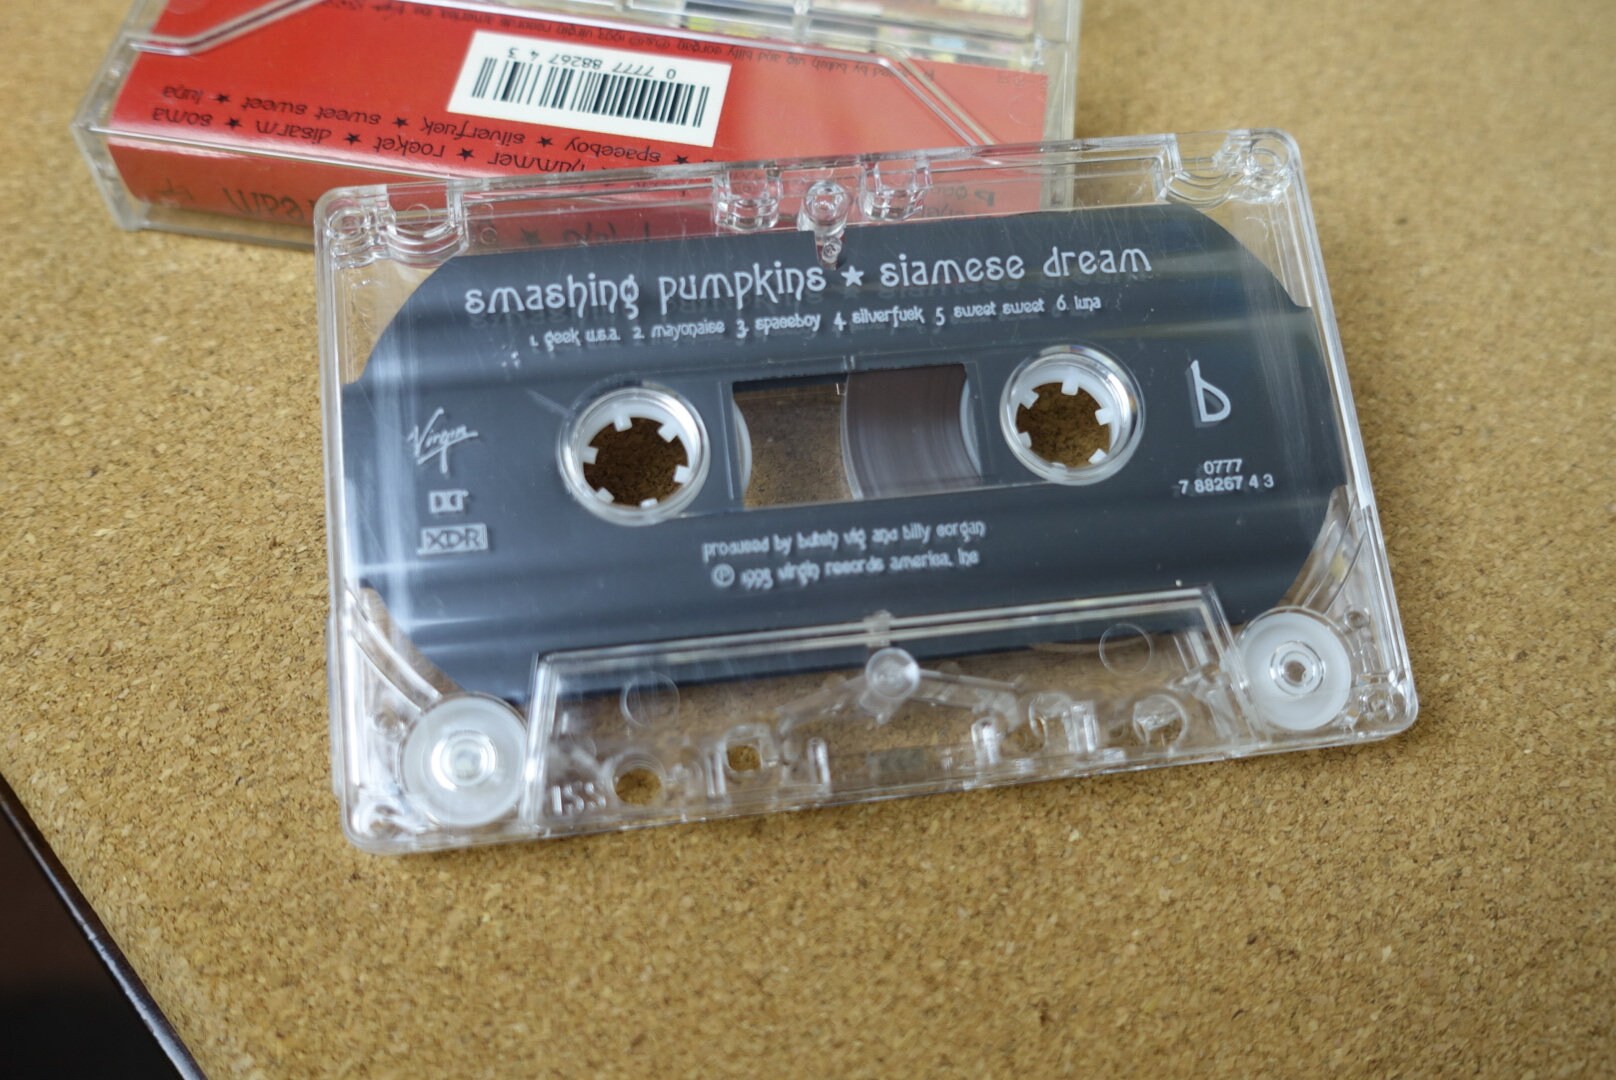 0 7777 88267 4 3
luna ★ sweet sweet ★ silverfuck ★ spaceboy ★
soma ★ disarm ★ rocket ★ hummer
smashing pumpkins ★ siamese dream
1. geek u.s.a. 2. mayonaise 3. spaceboy 4. silverfuck 5. sweet sweet 6. luna
b
Virgin
0777
7 88267 4 3
XDR
produced by butch vig and billy corgan
℗ 1993 virgin records america, inc